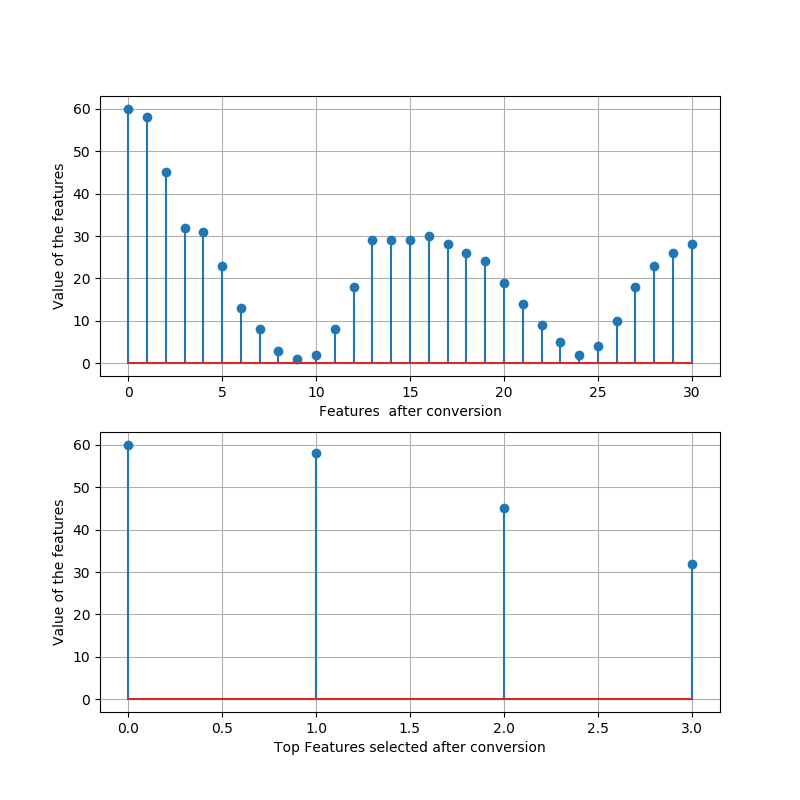 60
50
40
30
20
10
0
Value of the features
0 5 10 15 20 25 30
Features  after conversion
60
50
40
30
20
10
0
Value of the features
0.0 0.5 1.0 1.5 2.0 2.5 3.0
Top Features selected after conversion